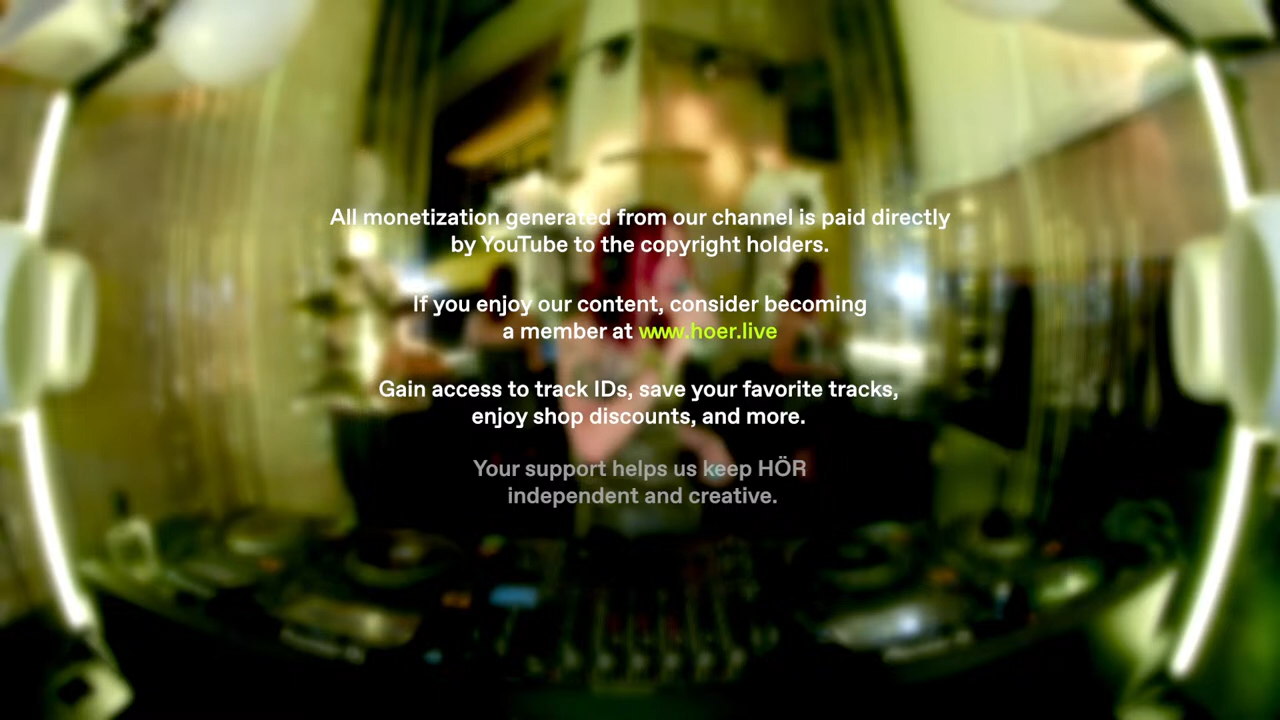 All monetization generated from our channel is paid directly
by YouTube to the copyright holders.
If you enjoy our content, consider becoming
a member at www.hoer.live
Gain access to track IDs, save your favorite tracks,
enjoy shop discounts, and more.
Your support helps us keep HÖR
independent and creative.